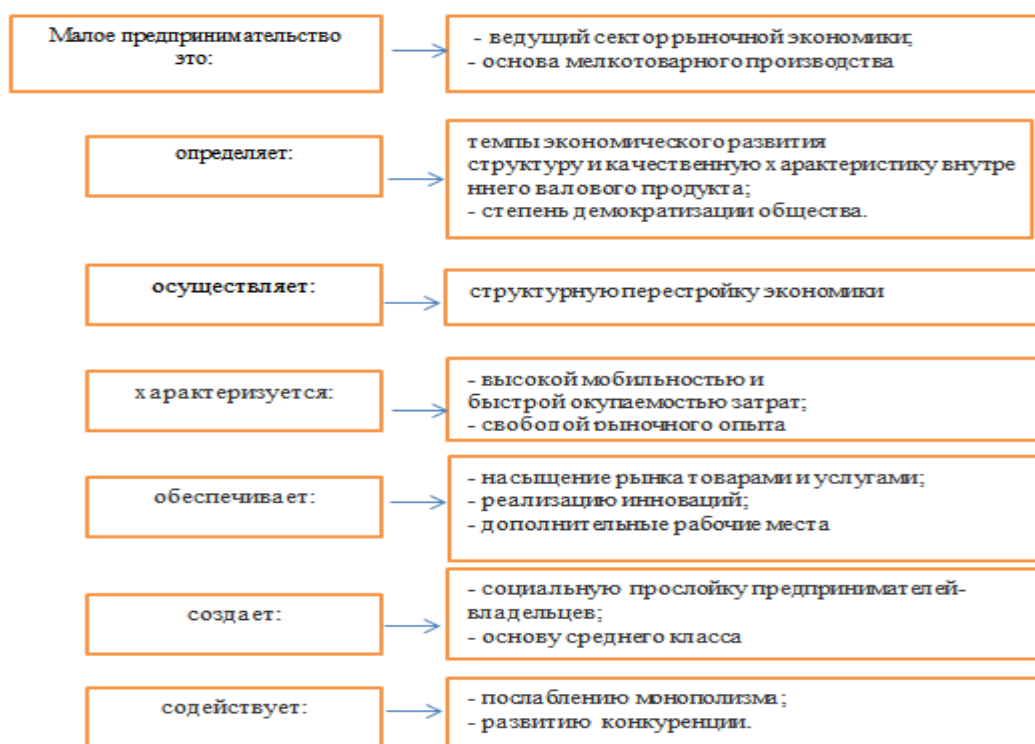 Малое предпринимательство
это:
- ведущий сектор рыночной экономики;
- основа мелкотоварного производства
определяет:
темпы экономического развития
структуру и качественную характеристику внутре
ннего валового продукта;
- степень демократизации общества.
осуществляет:
структурную перестройку экономики
характеризуется:
- высокой мобильностью и
быстрой окупаемостью затрат;
- свободой рыночного опыта
обеспечивает:
- насыщение рынка товарами и услугами;
- реализацию инноваций;
- дополнительные рабочие места
создает:
- социальную прослойку предпринимателей-
владельцев;
- основу среднего класса
содействует:
- послаблению монополизма;
- развитию конкуренции.